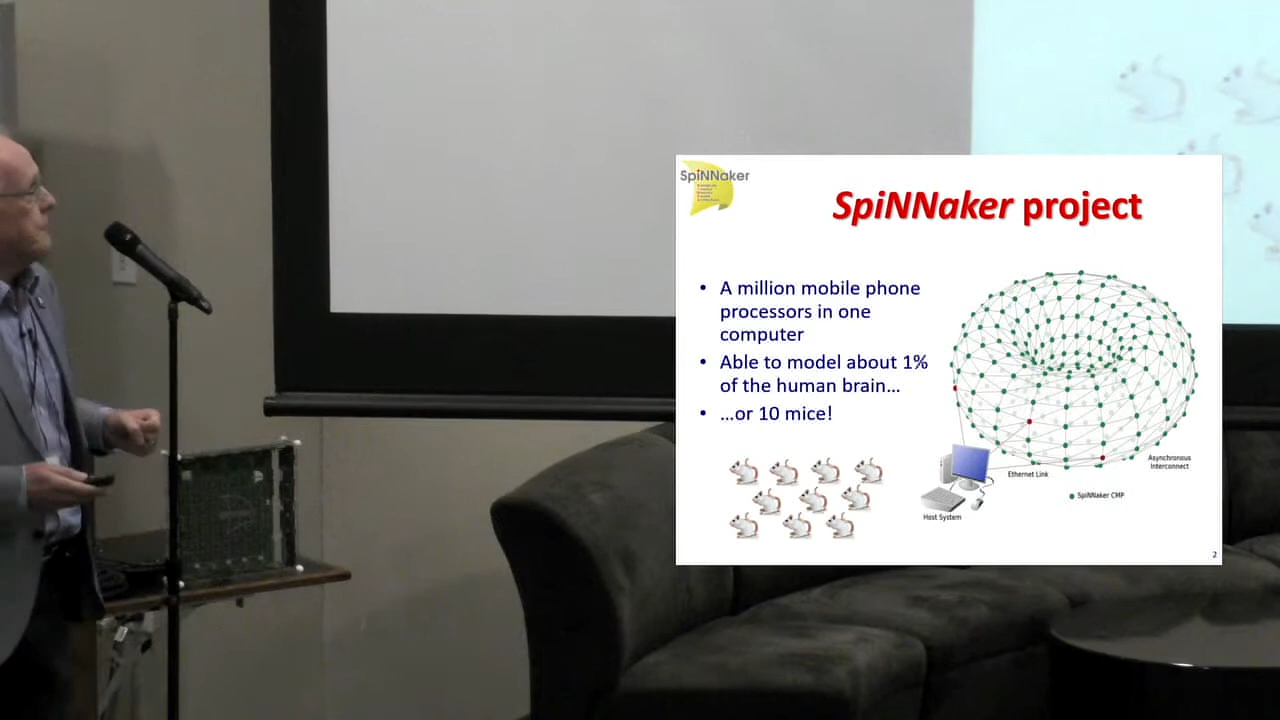 SpiNNaker
SpiNNaker project
• A million mobile phone
processors in one
computer
• Able to model about 1%
of the human brain…
• …or 10 mice!
Asynchronous
Interconnect
Ethernet Link
SpiNNaker CMP
Host System
2